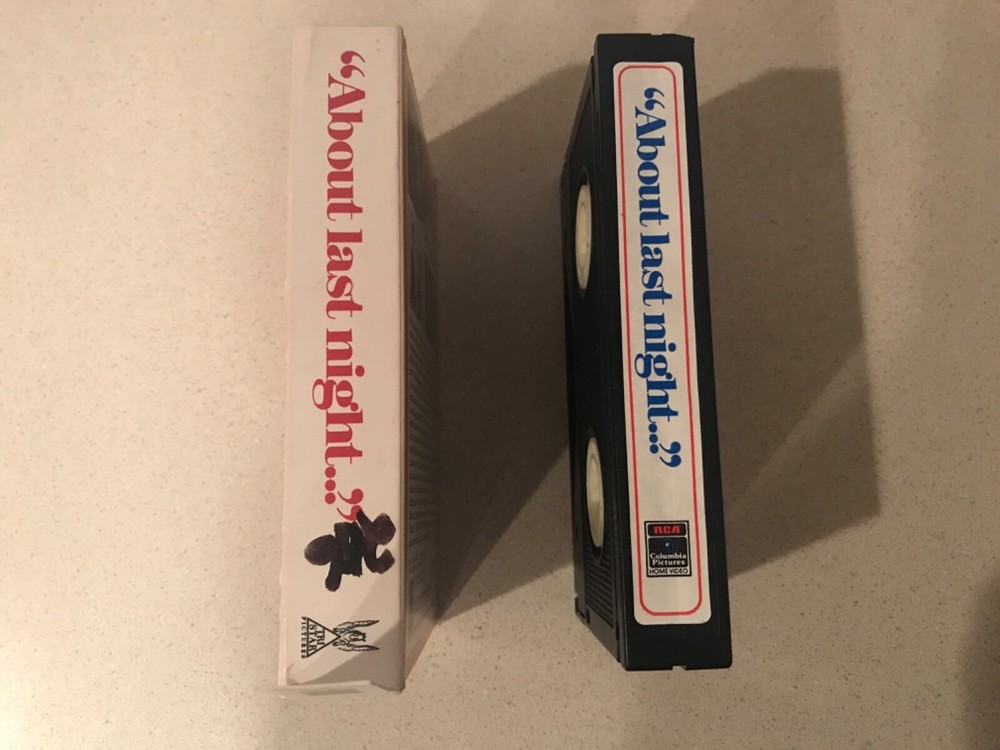 “About last night...”
TRI
STAR
PICTURES
“About last night...”
RCA
Columbia
Pictures
HOME VIDEO